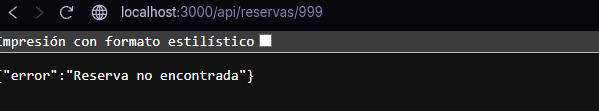 localhost:3000/api/reservas/999
Impresión con formato estilístico
{"error":"Reserva no encontrada"}